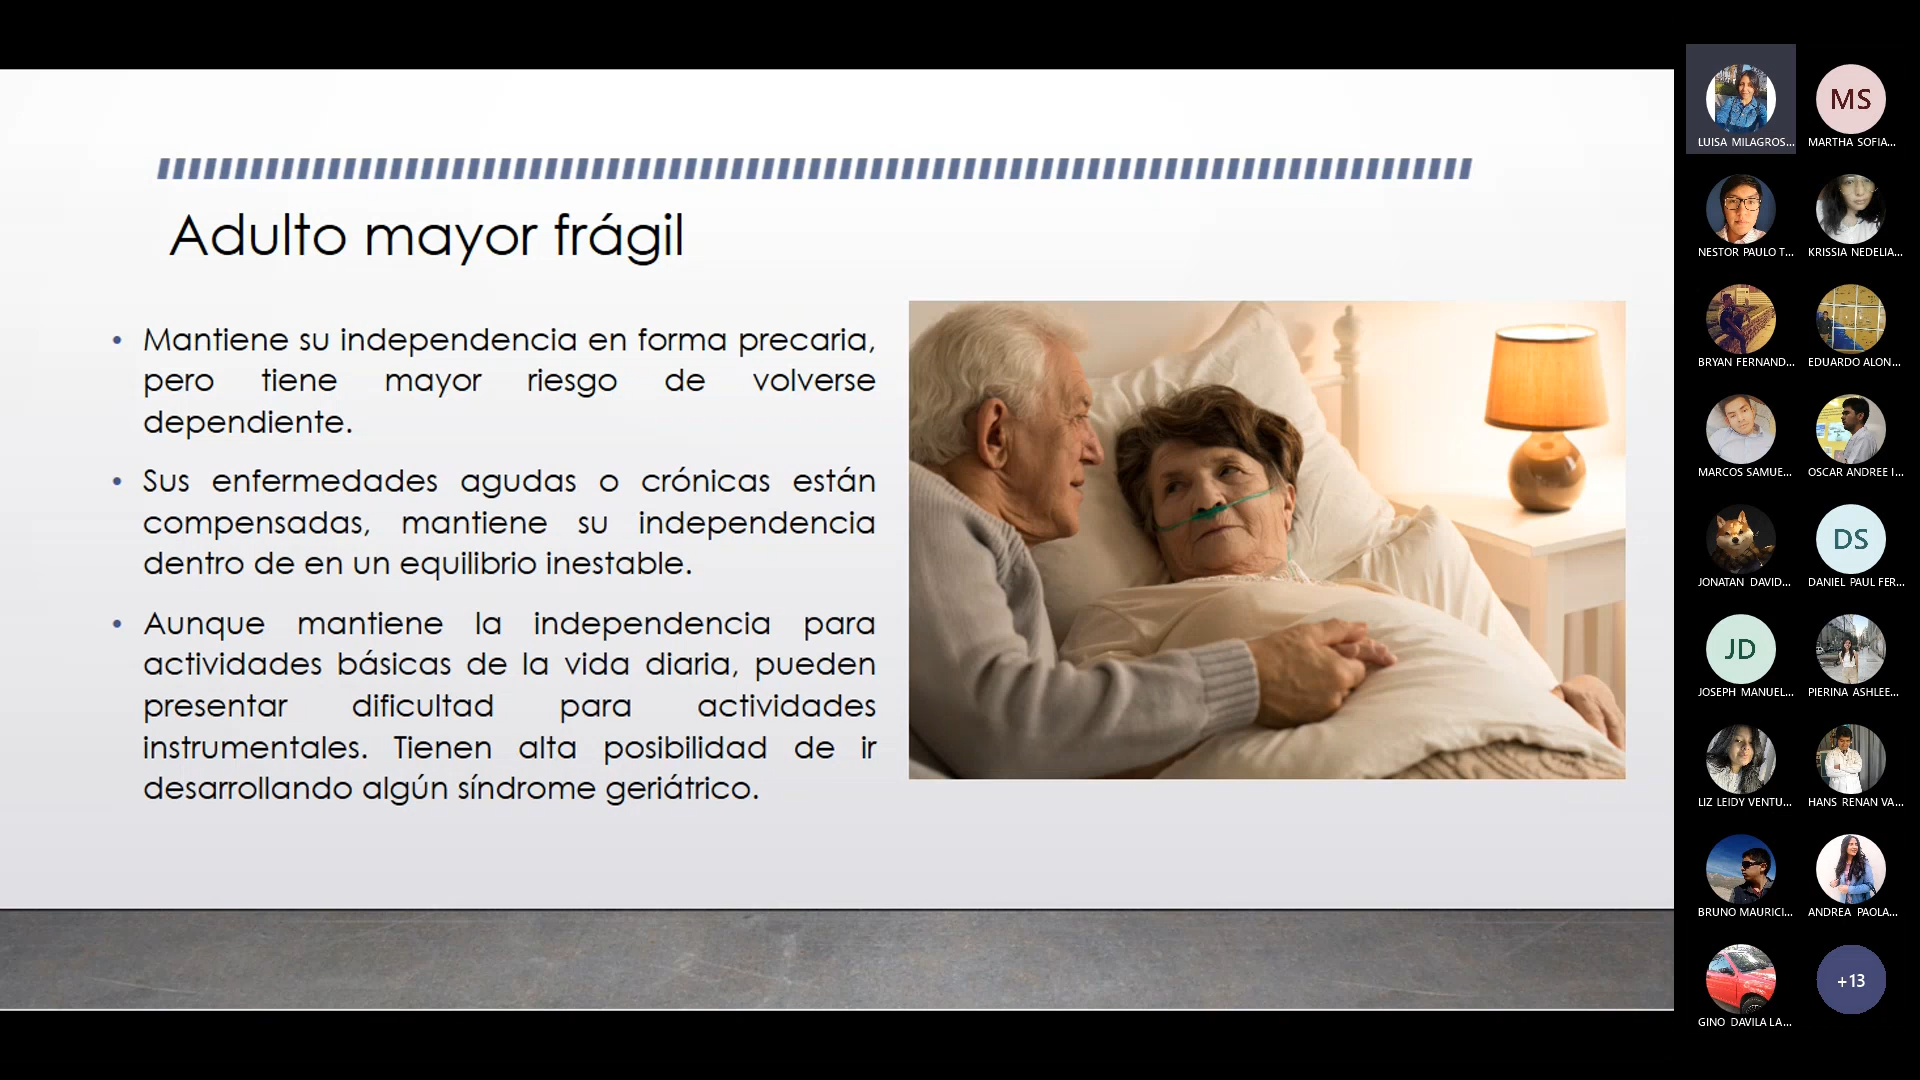 Adulto mayor frágil
• Mantiene su independencia en forma precaria,
pero tiene mayor riesgo de volverse
dependiente.
• Sus enfermedades agudas o crónicas están
compensadas, mantiene su independencia
dentro de en un equilibrio inestable.
• Aunque mantiene la independencia para
actividades básicas de la vida diaria, pueden
presentar dificultad para actividades
instrumentales. Tienen alta posibilidad de ir
desarrollando algún síndrome geriátrico.
LUISA MILAGROS...
MS
MARTHA SOFIA...
NESTOR PAULO T...
KRISSIA NEDELIA...
BRYAN FERNAND...
EDUARDO ALON...
MARCOS SAMUE...
OSCAR ANDREE I...
JONATAN DAVID...
DS
DANIEL PAUL FER...
JD
JOSEPH MANUEL...
PIERINA ASHLEE...
LIZ LEIDY VENTU...
HANS RENAN VA...
BRUNO MAURICI...
ANDREA PAOLA...
GINO DAVILA LA...
+13